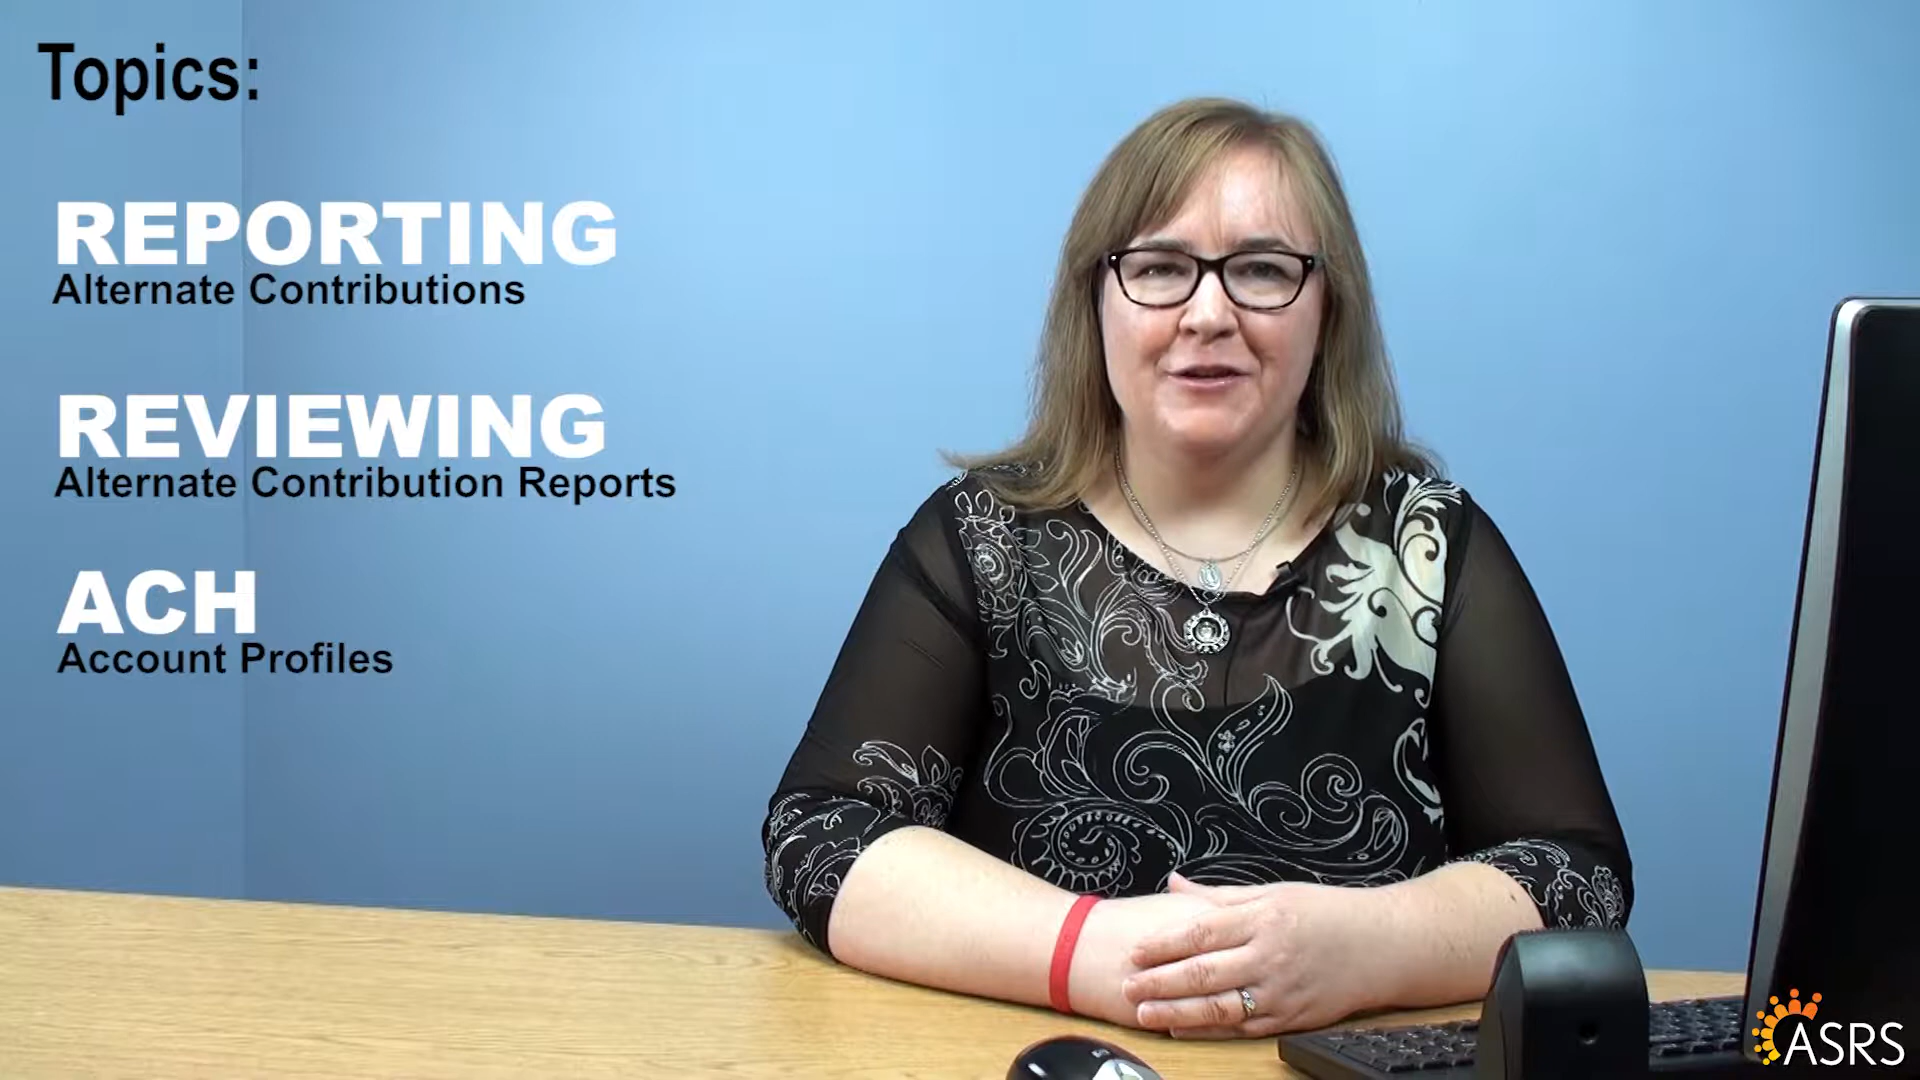 Topics:
REPORTING
Alternate Contributions
REVIEWING
Alternate Contribution Reports
ACH
Account Profiles
ASRS